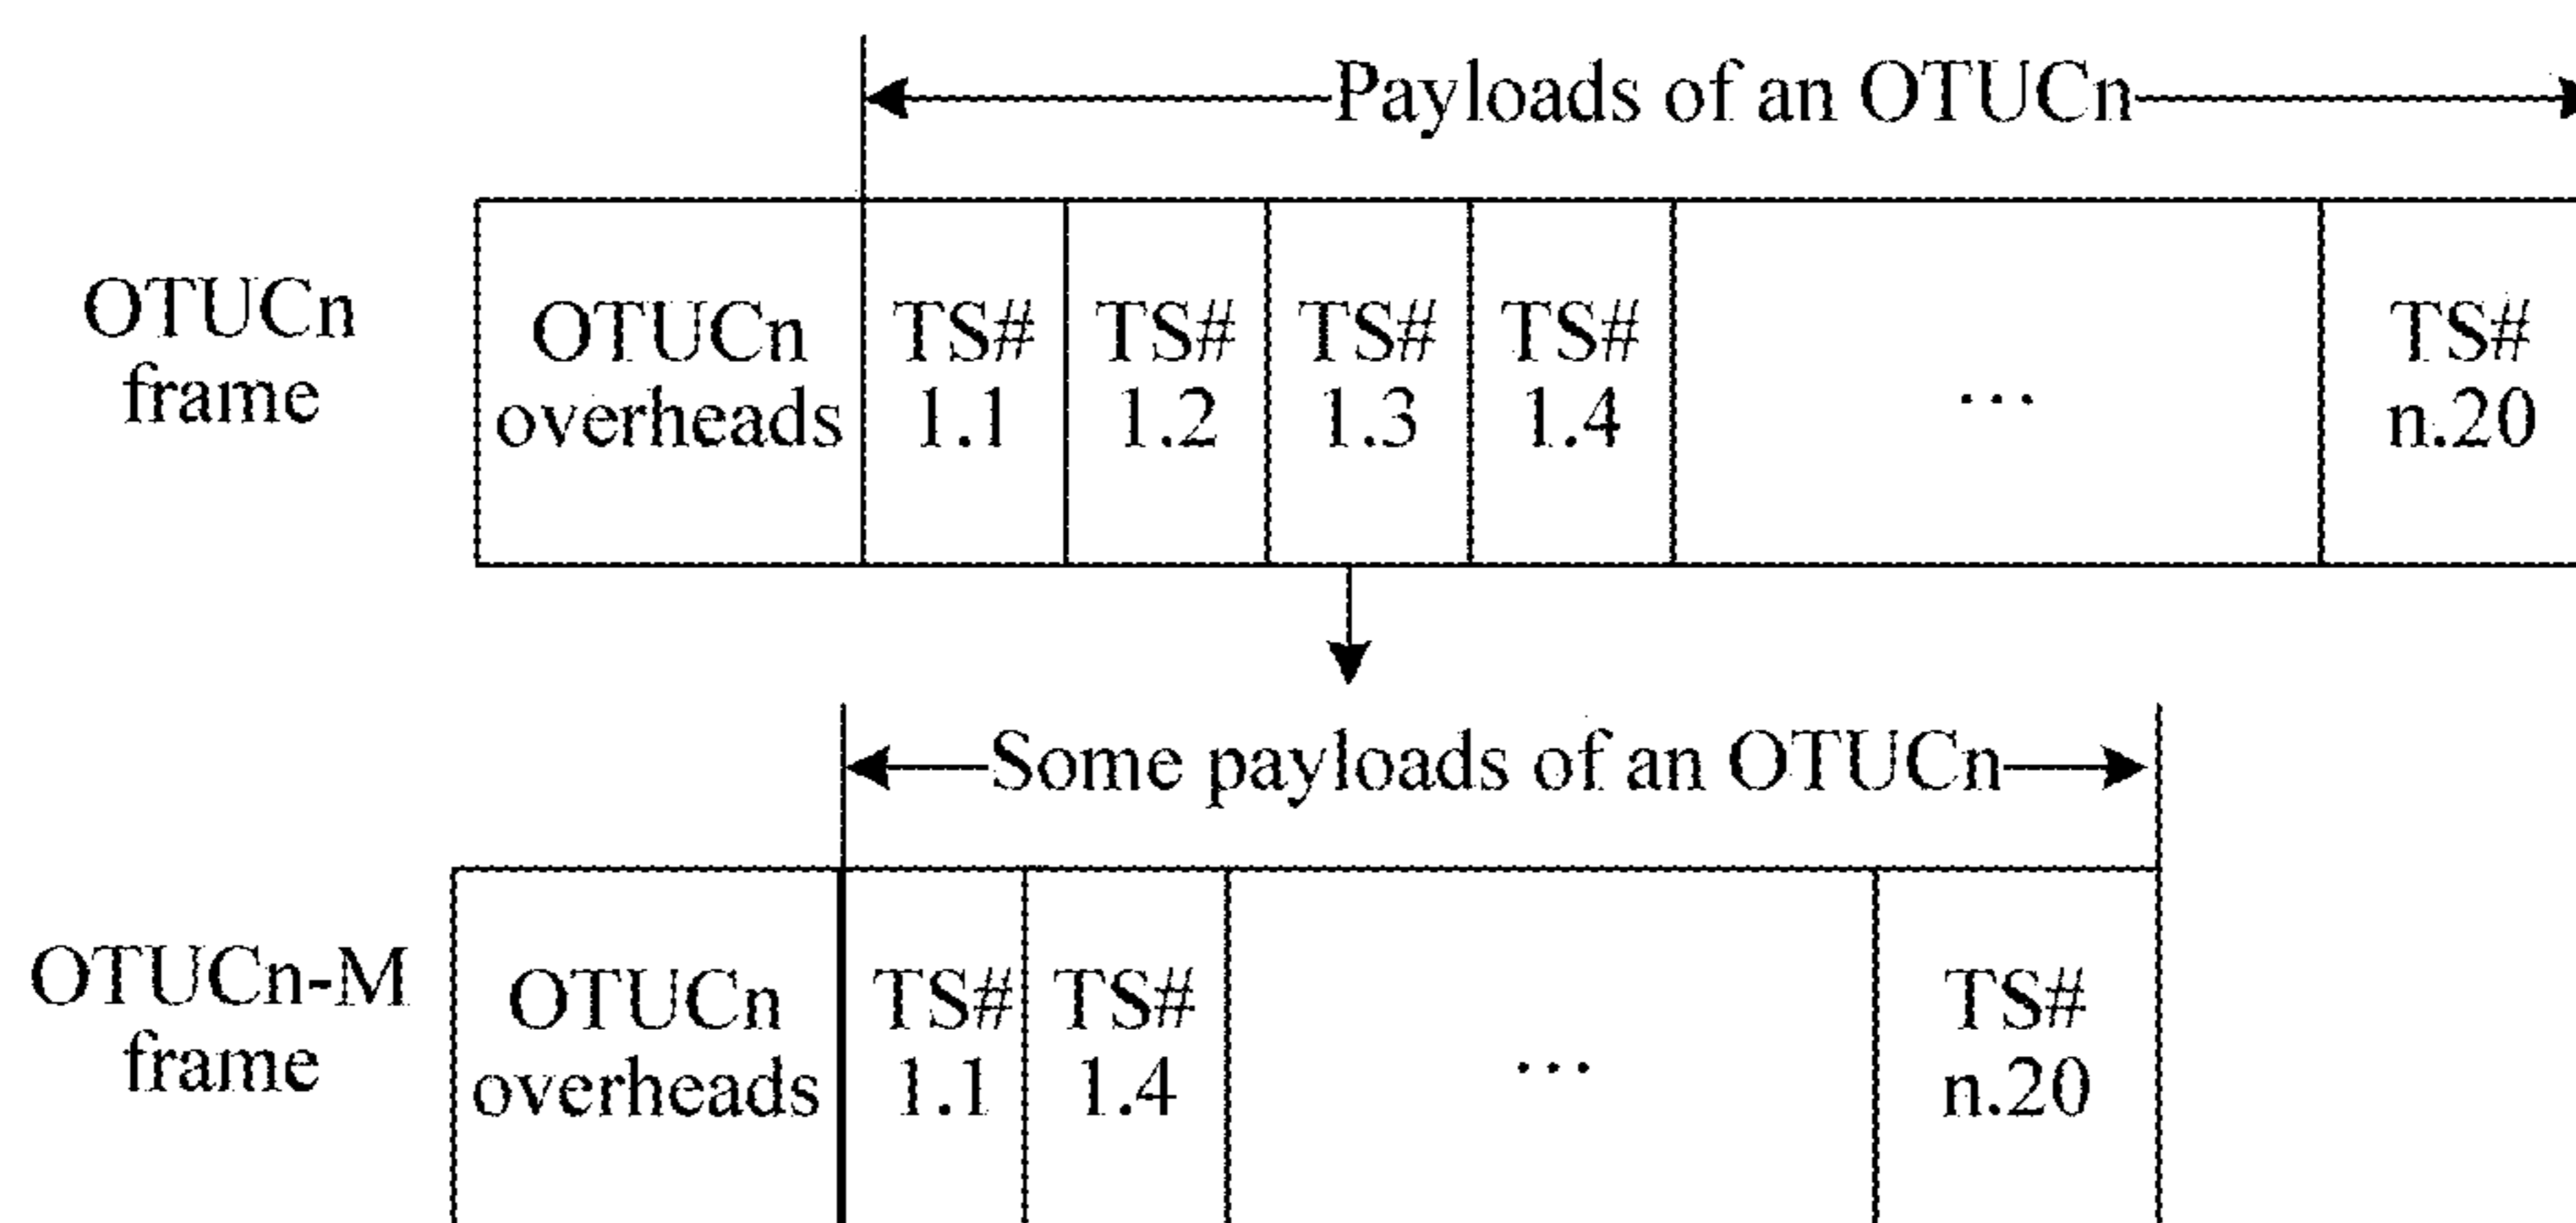 Payloads of an OTUCn
OTUCn
frame
OTUCn
overheads
TS#
1.1
TS#
1.2
TS#
1.3
TS#
1.4
...
TS#
n.20
Some payloads of an OTUCn
OTUCn-M
frame
OTUCn
overheads
TS#
1.1
TS#
1.4
...
TS#
n.20